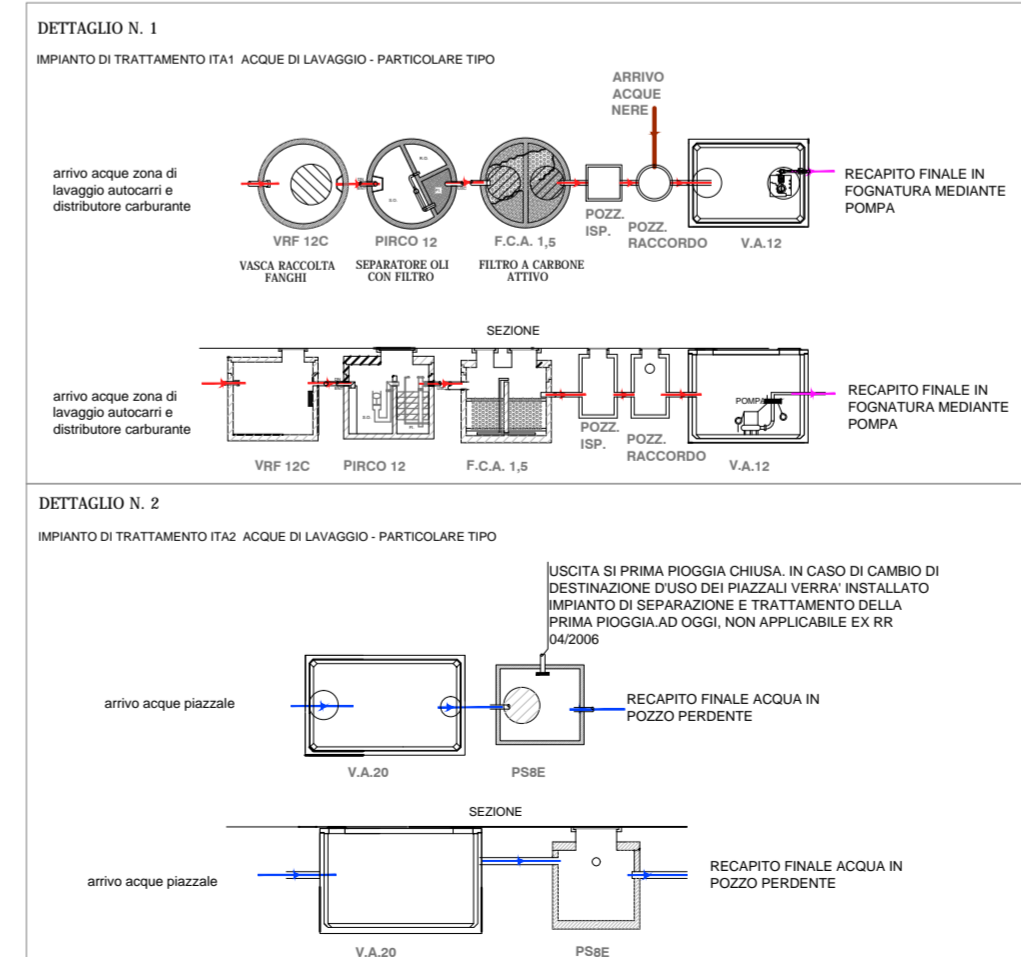 DETTAGLIO N. 1
IMPIANTO DI TRATTAMENTO ITA1 ACQUE DI LAVAGGIO - PARTICOLARE TIPO
ARRIVO
ACQUE
NERE
arrivo acque zona di
lavaggio autocarri e
distributore carburante
RECAPITO FINALE IN
FOGNATURA MEDIANTE
POMPA
VRF 12C
VASCA RACCOLTA
FANGHI
PIRCO 12
SEPARATORE OLI
CON FILTRO
F.C.A. 1,5
FILTRO A CARBONE
ATTIVO
POZZ.
ISP.
POZZ.
RACCORDO
V.A.12
SEZIONE
arrivo acque zona di
lavaggio autocarri e
distributore carburante
POMPA
RECAPITO FINALE IN
FOGNATURA MEDIANTE
POMPA
VRF 12C
PIRCO 12
F.C.A. 1,5
POZZ.
ISP.
POZZ.
RACCORDO
V.A.12
DETTAGLIO N. 2
IMPIANTO DI TRATTAMENTO ITA2 ACQUE DI LAVAGGIO - PARTICOLARE TIPO
USCITA SI PRIMA PIOGGIA CHIUSA. IN CASO DI CAMBIO DI
DESTINAZIONE D'USO DEI PIAZZALI VERRA' INSTALLATO
IMPIANTO DI SEPARAZIONE E TRATTAMENTO DELLA
PRIMA PIOGGIA.AD OGGI, NON APPLICABILE EX RR
04/2006
arrivo acque piazzale
RECAPITO FINALE ACQUA IN
POZZO PERDENTE
V.A.20
PS8E
SEZIONE
arrivo acque piazzale
RECAPITO FINALE ACQUA IN
POZZO PERDENTE
V.A.20
PS8E